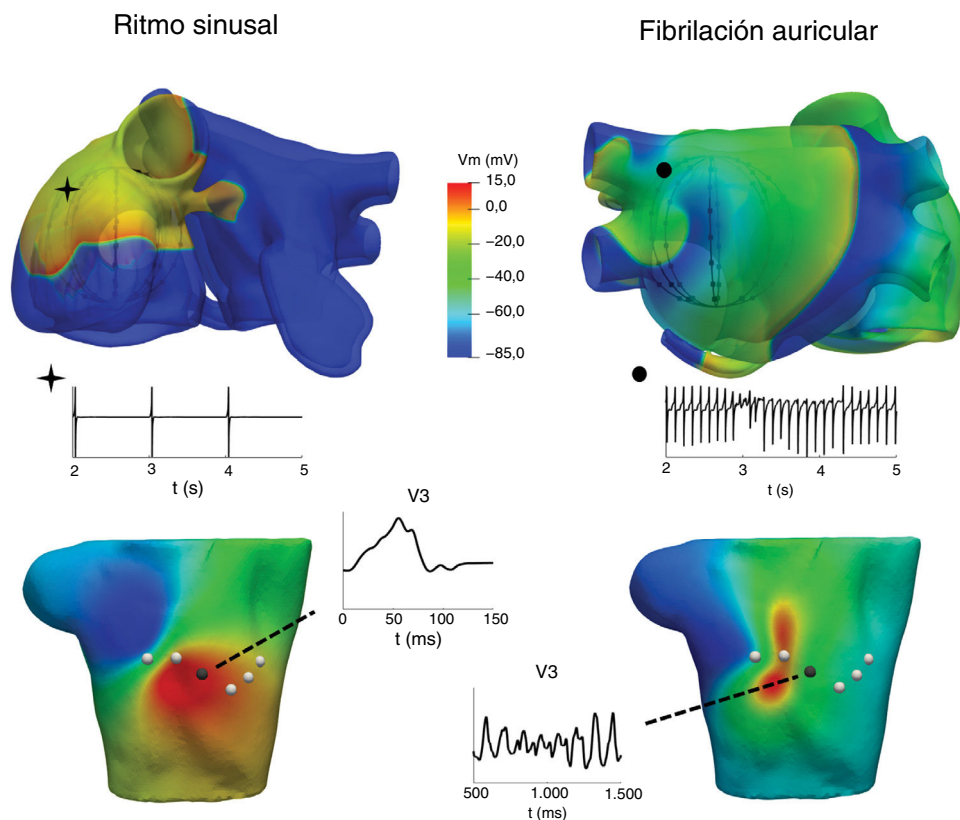 Ritmo sinusal
Fibrilación auricular
Vm (mV)
15,0
0,0
−20,0
−40,0
−60,0
−85,0
2 3 4 5
t (s)
2 3 4 5
t (s)
V3
0 50 100 150
t (ms)
V3
500 1.000 1.500
t (ms)